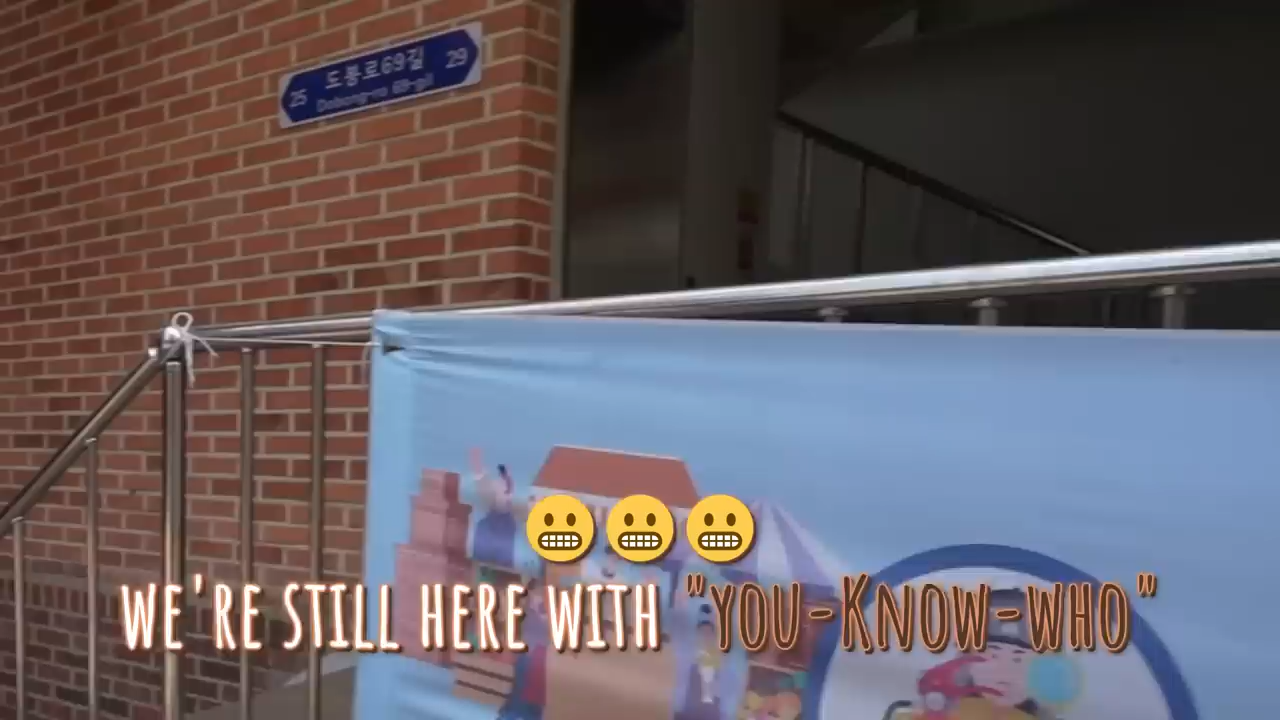 도봉로69길
25 Dobong-ro 69-gil 29
😬😬😬
WE'RE STILL HERE WITH "YOU-KNOW-WHO"